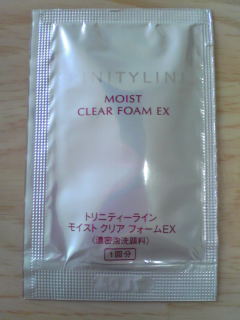 TRINITYLINE
MOIST
CLEAR FOAM EX
トリニティーライン
モイスト クリア フォームEX
(濃密泡洗顔料)
1回分